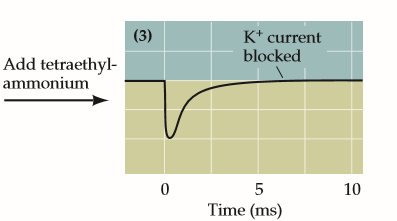 (3)
K+ current
blocked
Add tetraethyl-
ammonium
0 5 10
Time (ms)